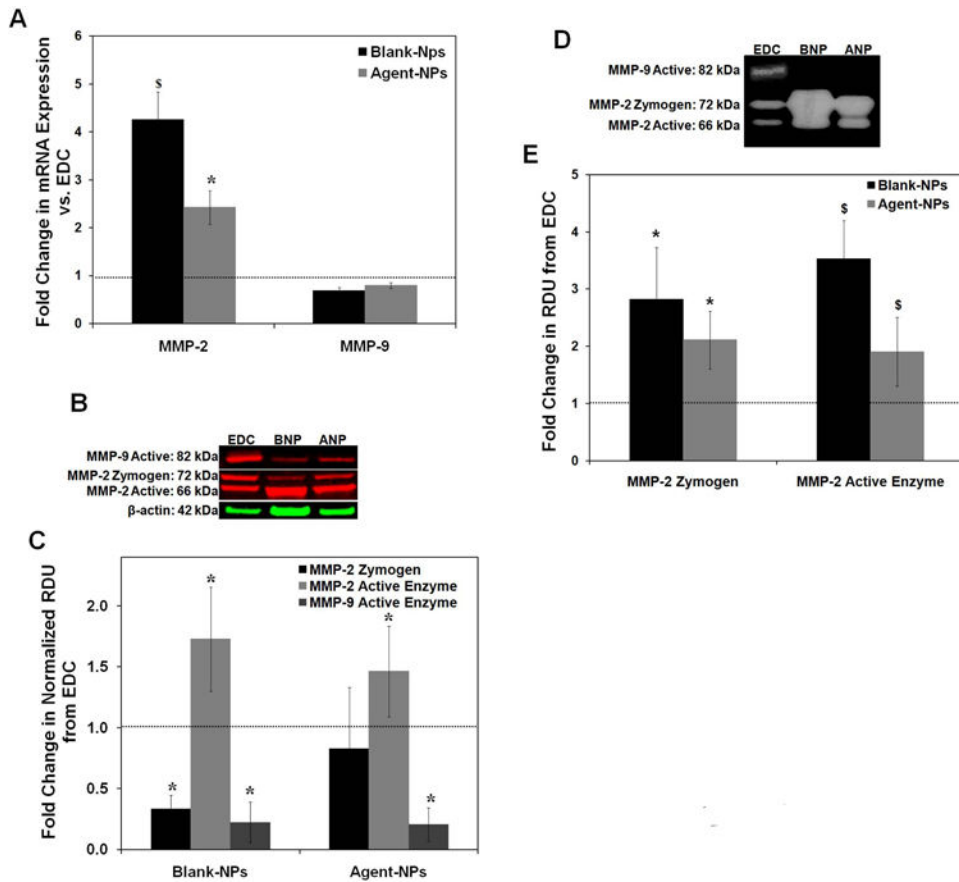 A
Fold Change in mRNA Expression
vs. EDC
5
4
3
2
1
0
Blank-Nps
Agent-NPs
$
*
MMP-2
MMP-9
B
EDC
BNP
ANP
MMP-9 Active: 82 kDa
MMP-2 Zymogen: 72 kDa
MMP-2 Active: 66 kDa
β-actin: 42 kDa
C
Fold Change in Normalized RDU
from EDC
2.0
1.5
1.0
0.5
0.0
MMP-2 Zymogen
MMP-2 Active Enzyme
MMP-9 Active Enzyme
*
*
*
*
*
Blank-NPs
Agent-NPs
D
EDC
BNP
ANP
MMP-9 Active: 82 kDa
MMP-2 Zymogen: 72 kDa
MMP-2 Active: 66 kDa
E
Fold Change in RDU from EDC
5
4
3
2
1
0
Blank-NPs
Agent-NPs
*
*
$
$
MMP-2 Zymogen
MMP-2 Active Enzyme